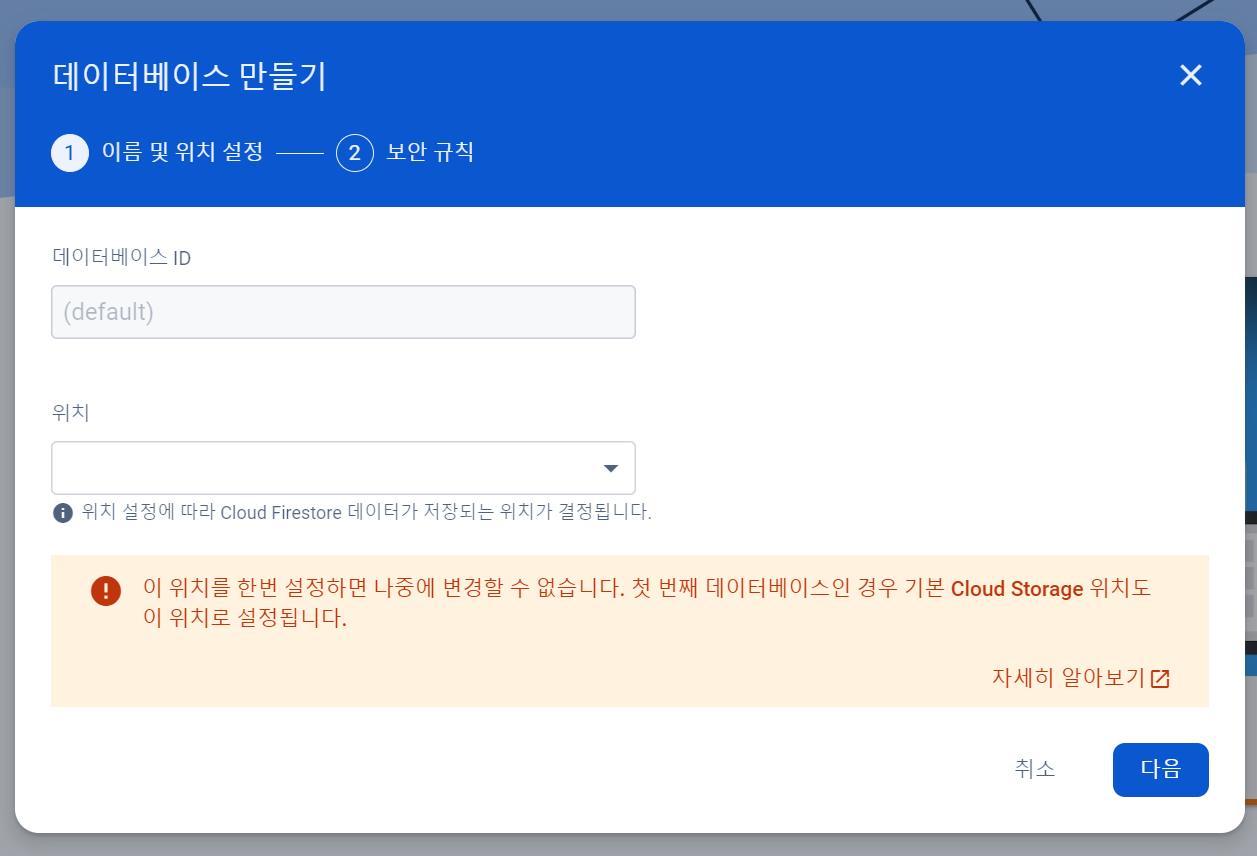 데이터베이스 만들기
1 이름 및 위치 설정 2 보안 규칙
데이터베이스 ID
(default)
위치
위치 설정에 따라 Cloud Firestore 데이터가 저장되는 위치가 결정됩니다.
이 위치를 한번 설정하면 나중에 변경할 수 없습니다. 첫 번째 데이터베이스인 경우 기본 Cloud Storage 위치도
이 위치로 설정됩니다.
자세히 알아보기
취소 다음